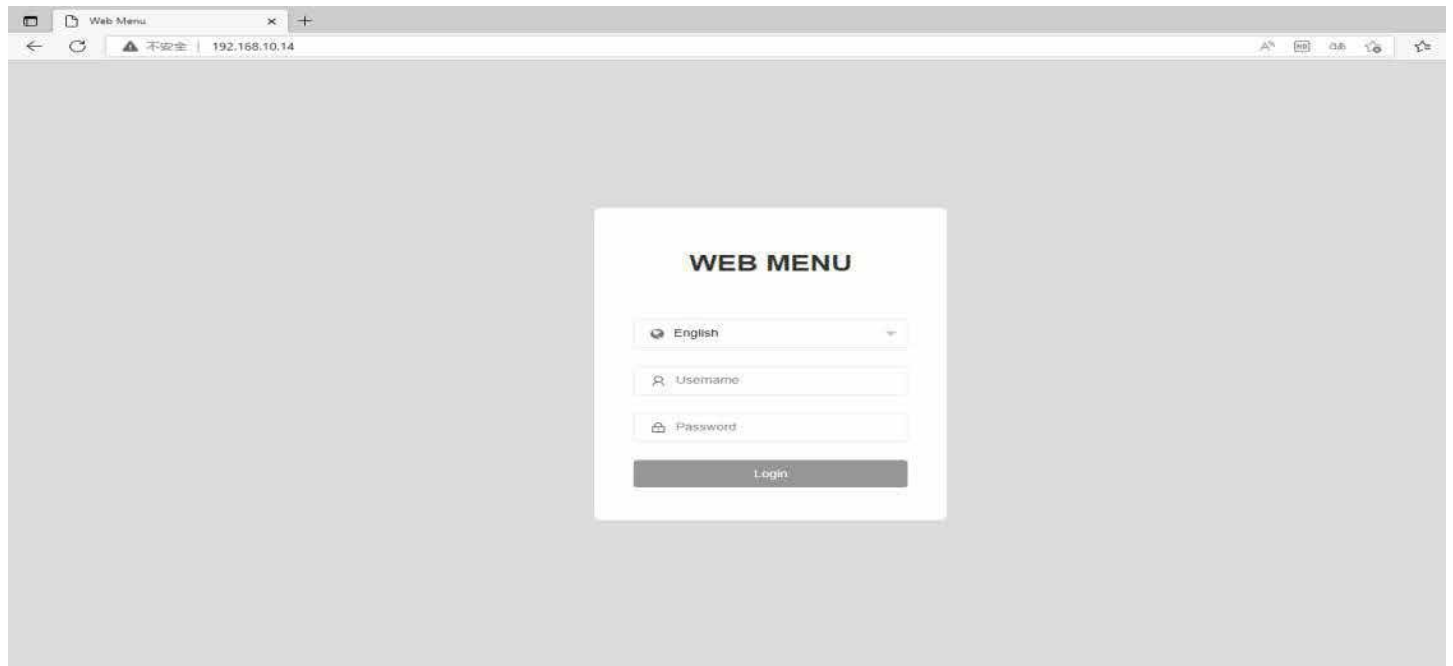 Web Menu
不安全 192.168.10.14
WEB MENU
English
Username
Password
Login